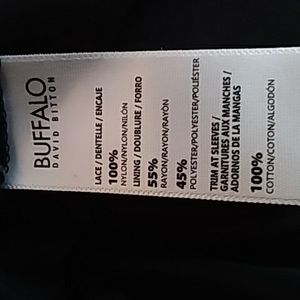 BUFFALO
DAVID BITTON
LACE / DENTELLE / ENCAJE
100%
NYLON/NYLON/NILÓN
LINING / DOUBLURE / FORRO
55%
RAYON/RAYON/RAYÓN
45%
POLYESTER/POLYESTER/POLIÉSTER
TRIM AT SLEEVES /
GARNITURES AUX MANCHES /
ADORNOS DE LA MANGAS
100%
COTTON/COTON/ALGODÓN